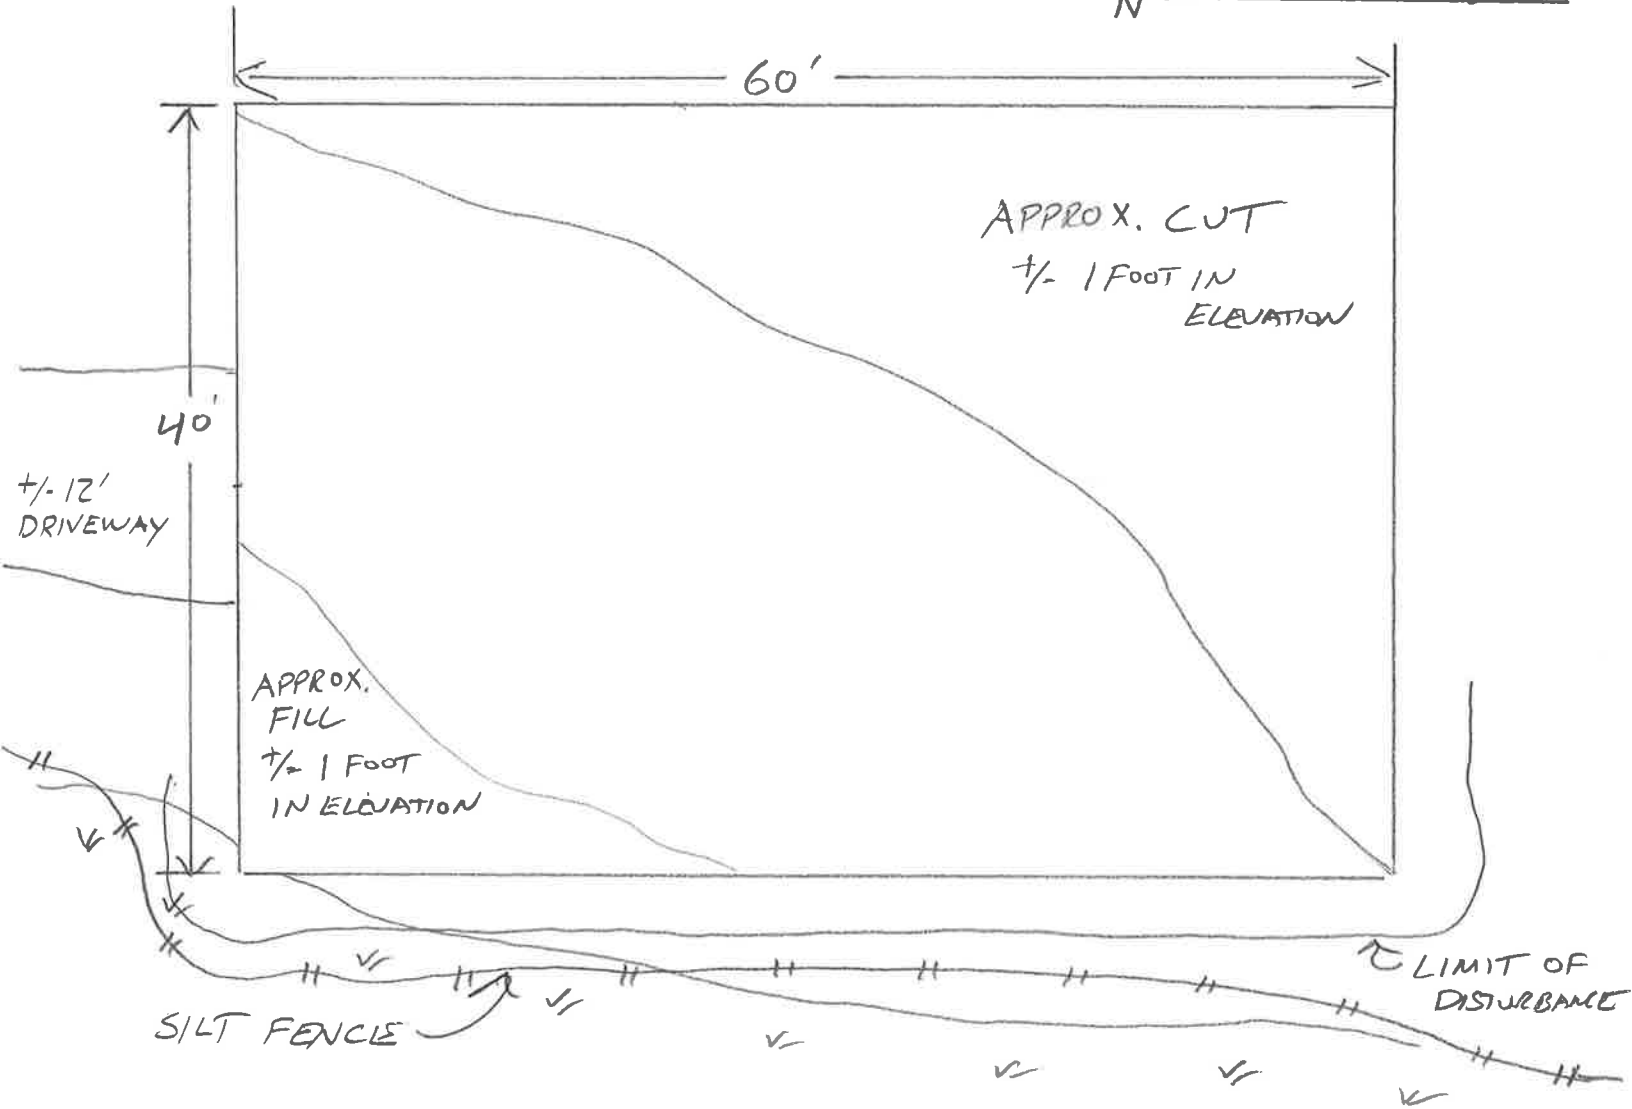 N
60'
APPROX. CUT
+/- 1 FOOT IN
ELEVATION
40'
+/- 12'
DRIVEWAY
APPROX.
FILL
+/- 1 FOOT
IN ELEVATION
LIMIT OF
DISTURBANCE
SILT FENCE